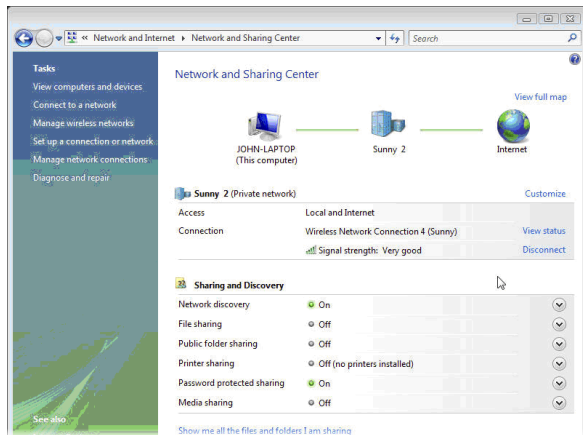 « Network and Internet ▸ Network and Sharing Center
Search
Tasks
View computers and devices
Connect to a network
Manage wireless networks
Set up a connection or network
Manage network connections
Diagnose and repair
See also
Network and Sharing Center
View full map
JOHN-LAPTOP
(This computer)
Sunny 2
Internet
Sunny 2 (Private network)
Customize
Access Local and Internet
Connection Wireless Network Connection 4 (Sunny) View status
Signal strength: Very good Disconnect
Sharing and Discovery
Network discovery On
File sharing Off
Public folder sharing Off
Printer sharing Off (no printers installed)
Password protected sharing On
Media sharing Off
Show me all the files and folders I am sharing